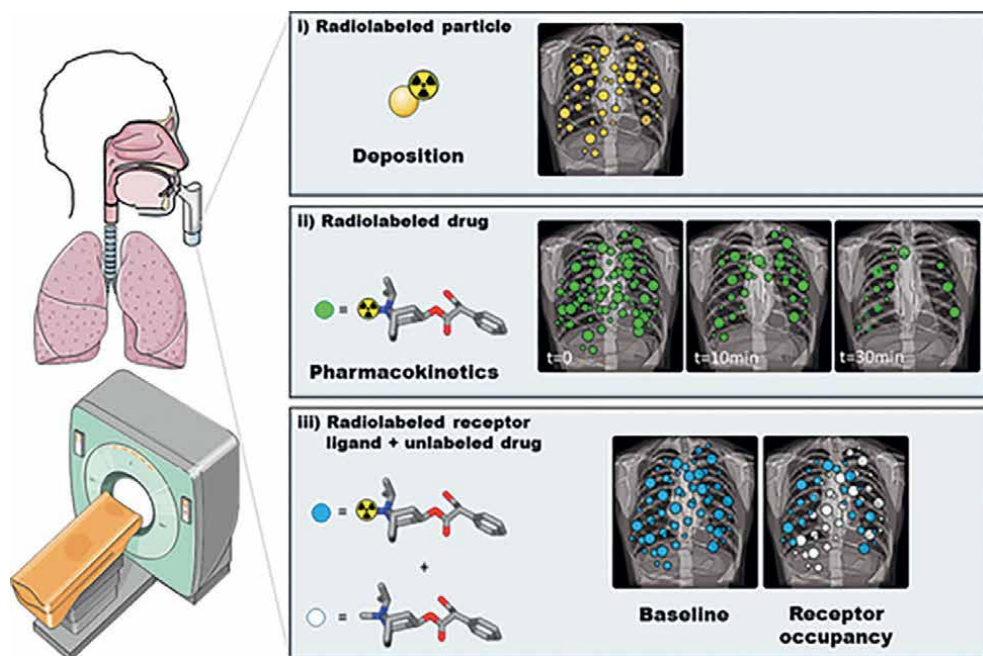 i) Radiolabeled particle
Deposition
ii) Radiolabeled drug
=
Pharmacokinetics
t=0
t=10min
t=30min
iii) Radiolabeled receptor
ligand + unlabeled drug
=
+
=
Baseline
Receptor
occupancy